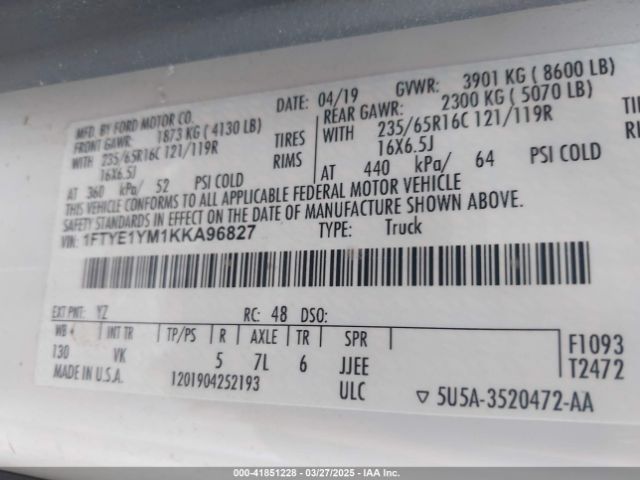 MFD. BY FORD MOTOR CO. DATE: 04/19 GVWR: 3901 KG ( 8600 LB)
FRONT GAWR: 1873 KG ( 4130 LB) REAR GAWR: 2300 KG ( 5070 LB)
WITH 235/65R16C 121/119R TIRES WITH 235/65R16C 121/119R TIRE
16X6.5J RIMS 16X6.5J RIMS
AT 360 kPa/ 52 PSI COLD AT 440 kPa/ 64 PSI COLD
THIS VEHICLE CONFORMS TO ALL APPLICABLE FEDERAL MOTOR VEHICLE
SAFETY STANDARDS IN EFFECT ON THE DATE OF MANUFACTURE SHOWN ABOVE.
VIN: 1FTYE1YM1KKA96827 TYPE: Truck
EXT PNT: YZ RC: 48 DSO:
WB INT TR TP/PS R AXLE TR SPR F1093
130 VK 5 7L 6 JJEE T2472
MADE IN U.S.A. 1201904252193 ULC ▽ 5U5A-3520472-AA
000-41851228 - 03/27/2025 - IAA Inc.